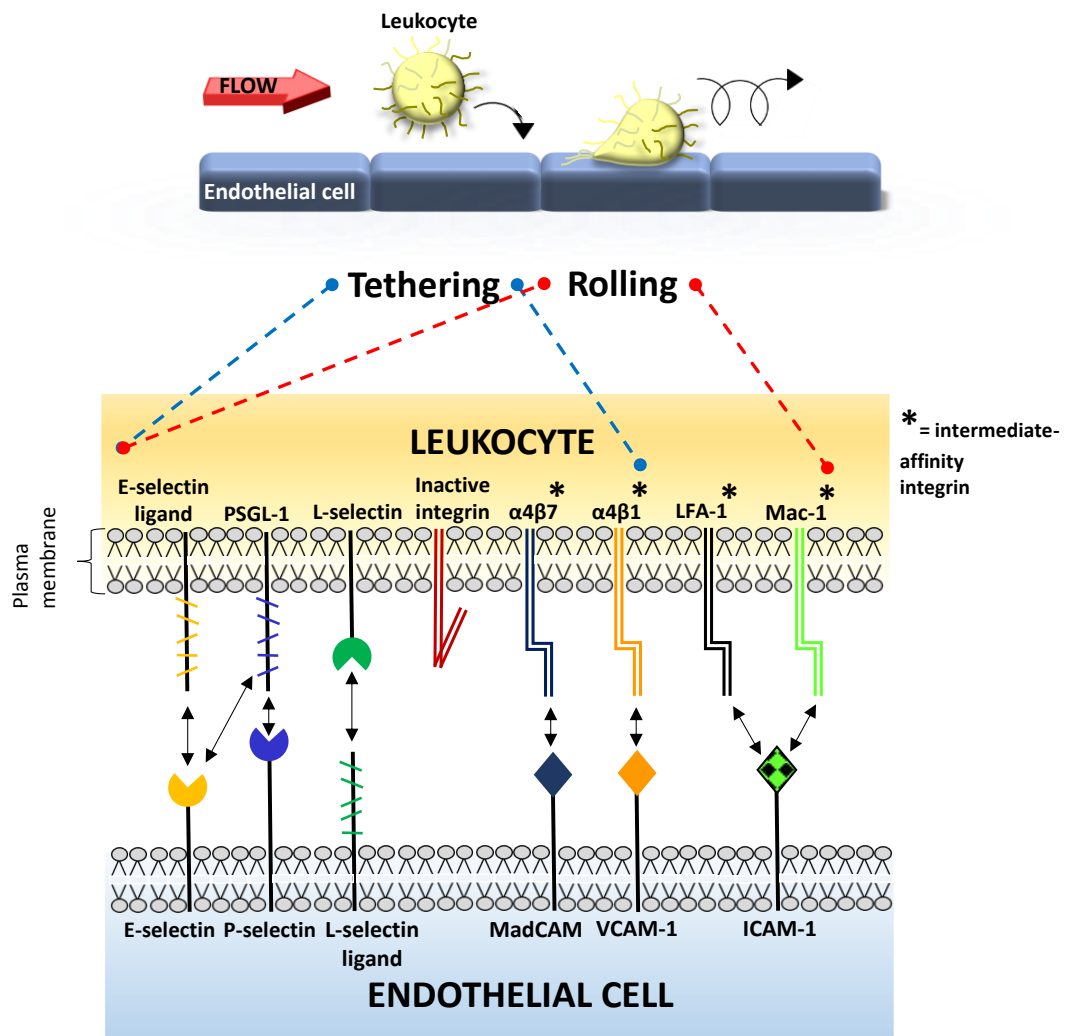 Leukocyte
FLOW
Endothelial cell
Tethering
Rolling
LEUKOCYTE
* = intermediate-
affinity
integrin
E-selectin
ligand
PSGL-1
L-selectin
Inactive
integrin
*
α4β7
*
α4β1
*
LFA-1
*
Mac-1
Plasma
membrane
E-selectin
P-selectin
L-selectin
ligand
MadCAM
VCAM-1
ICAM-1
ENDOTHELIAL CELL